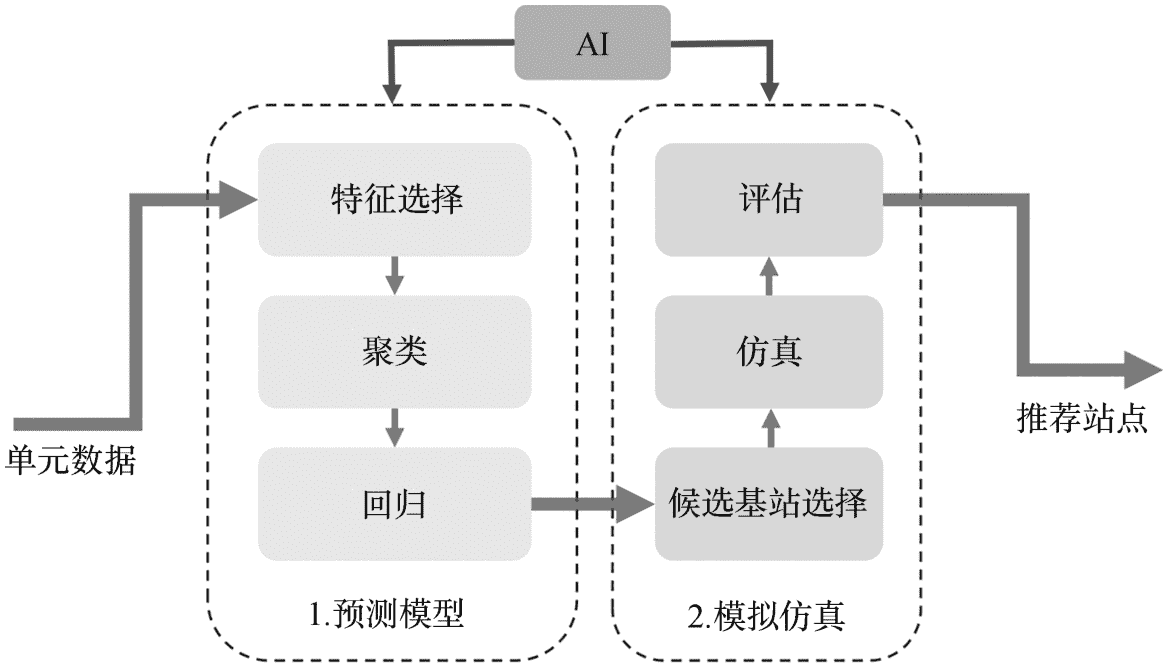 AI
单元数据
特征选择
聚类
回归
1.预测模型
评估
仿真
候选基站选择
2.模拟仿真
推荐站点